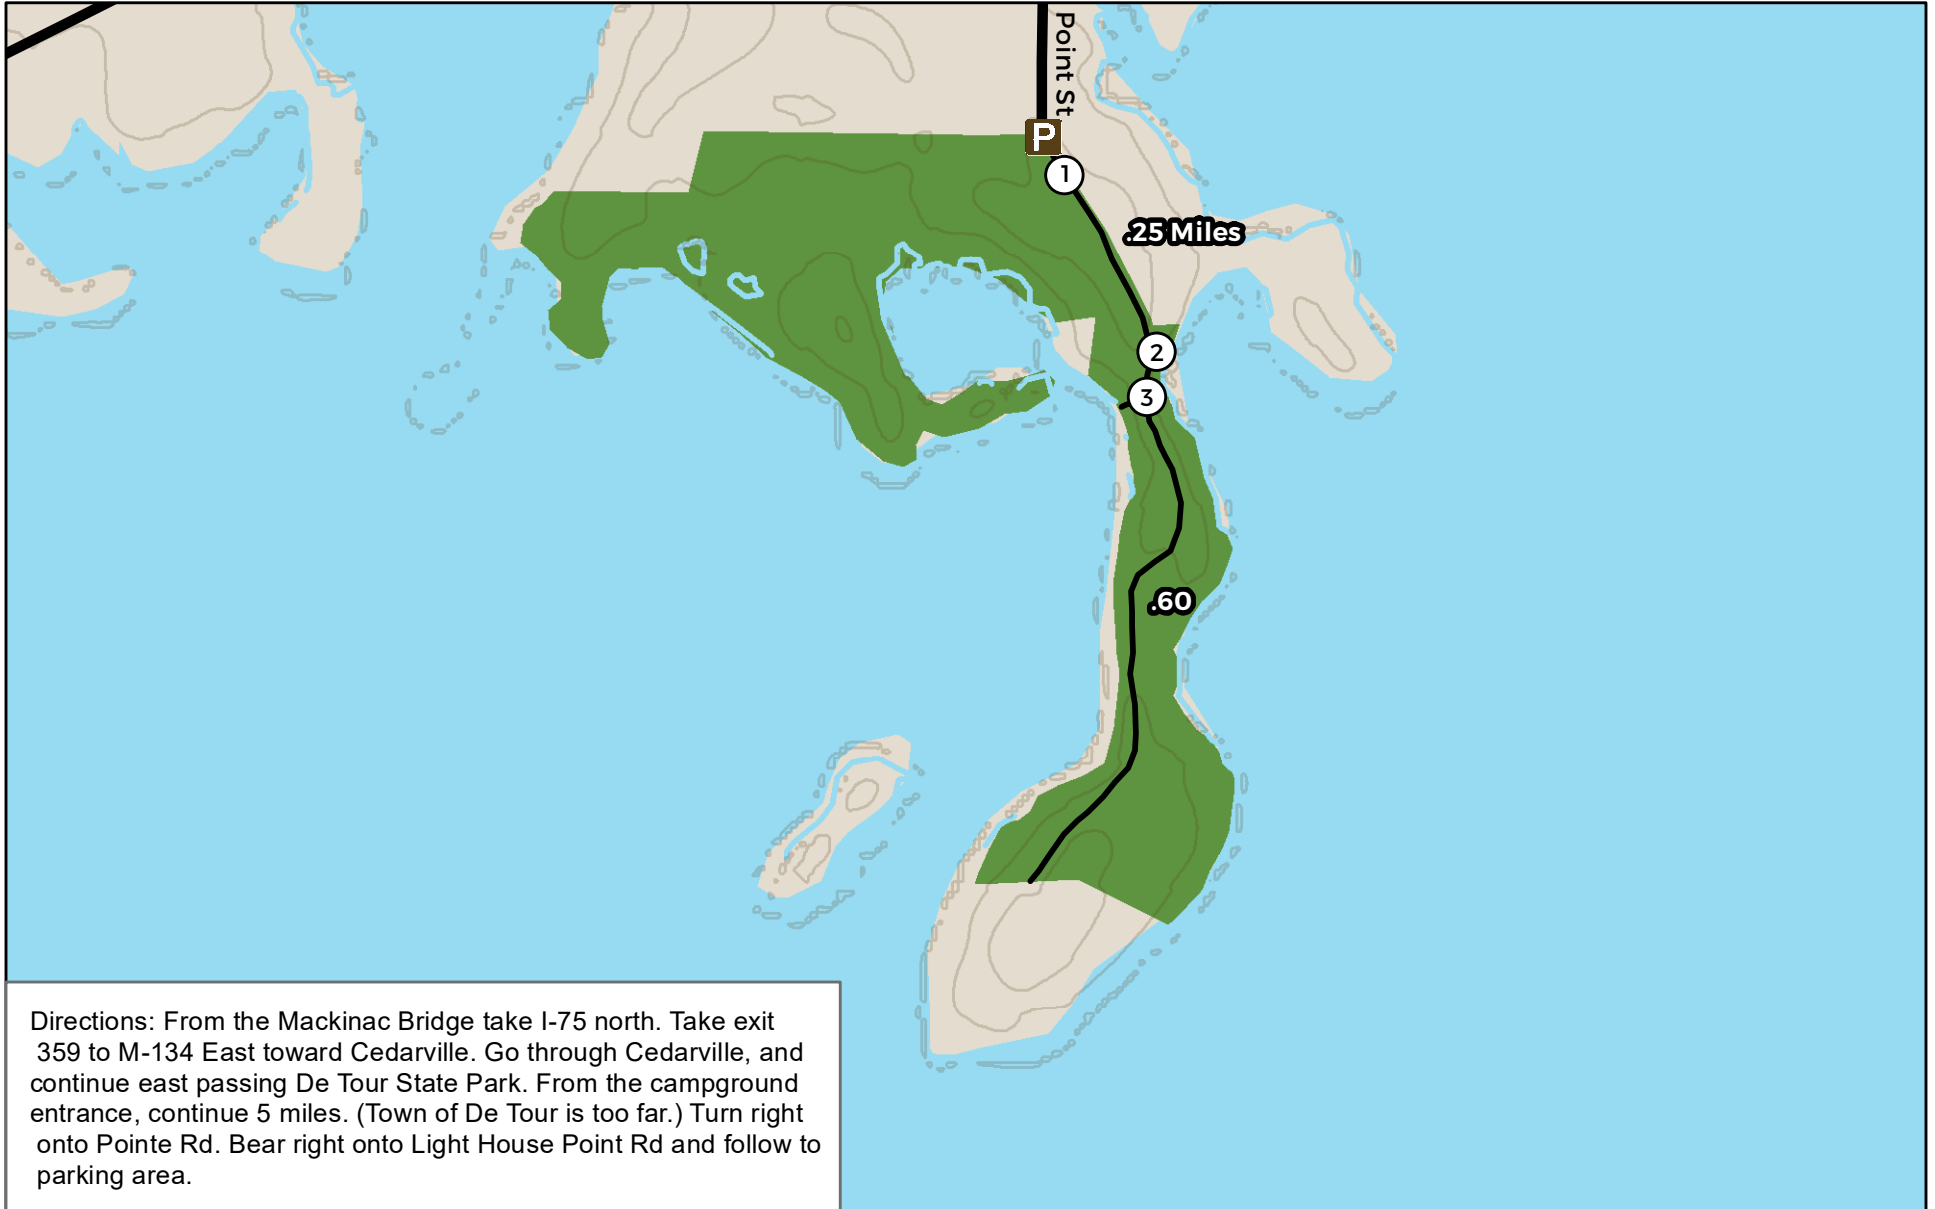 Point St
P
1
.25 Miles
2
3
.60
Directions: From the Mackinac Bridge take I-75 north. Take exit
359 to M-134 East toward Cedarville. Go through Cedarville, and
continue east passing De Tour State Park. From the campground
entrance, continue 5 miles. (Town of De Tour is too far.) Turn right
onto Pointe Rd. Bear right onto Light House Point Rd and follow to
parking area.